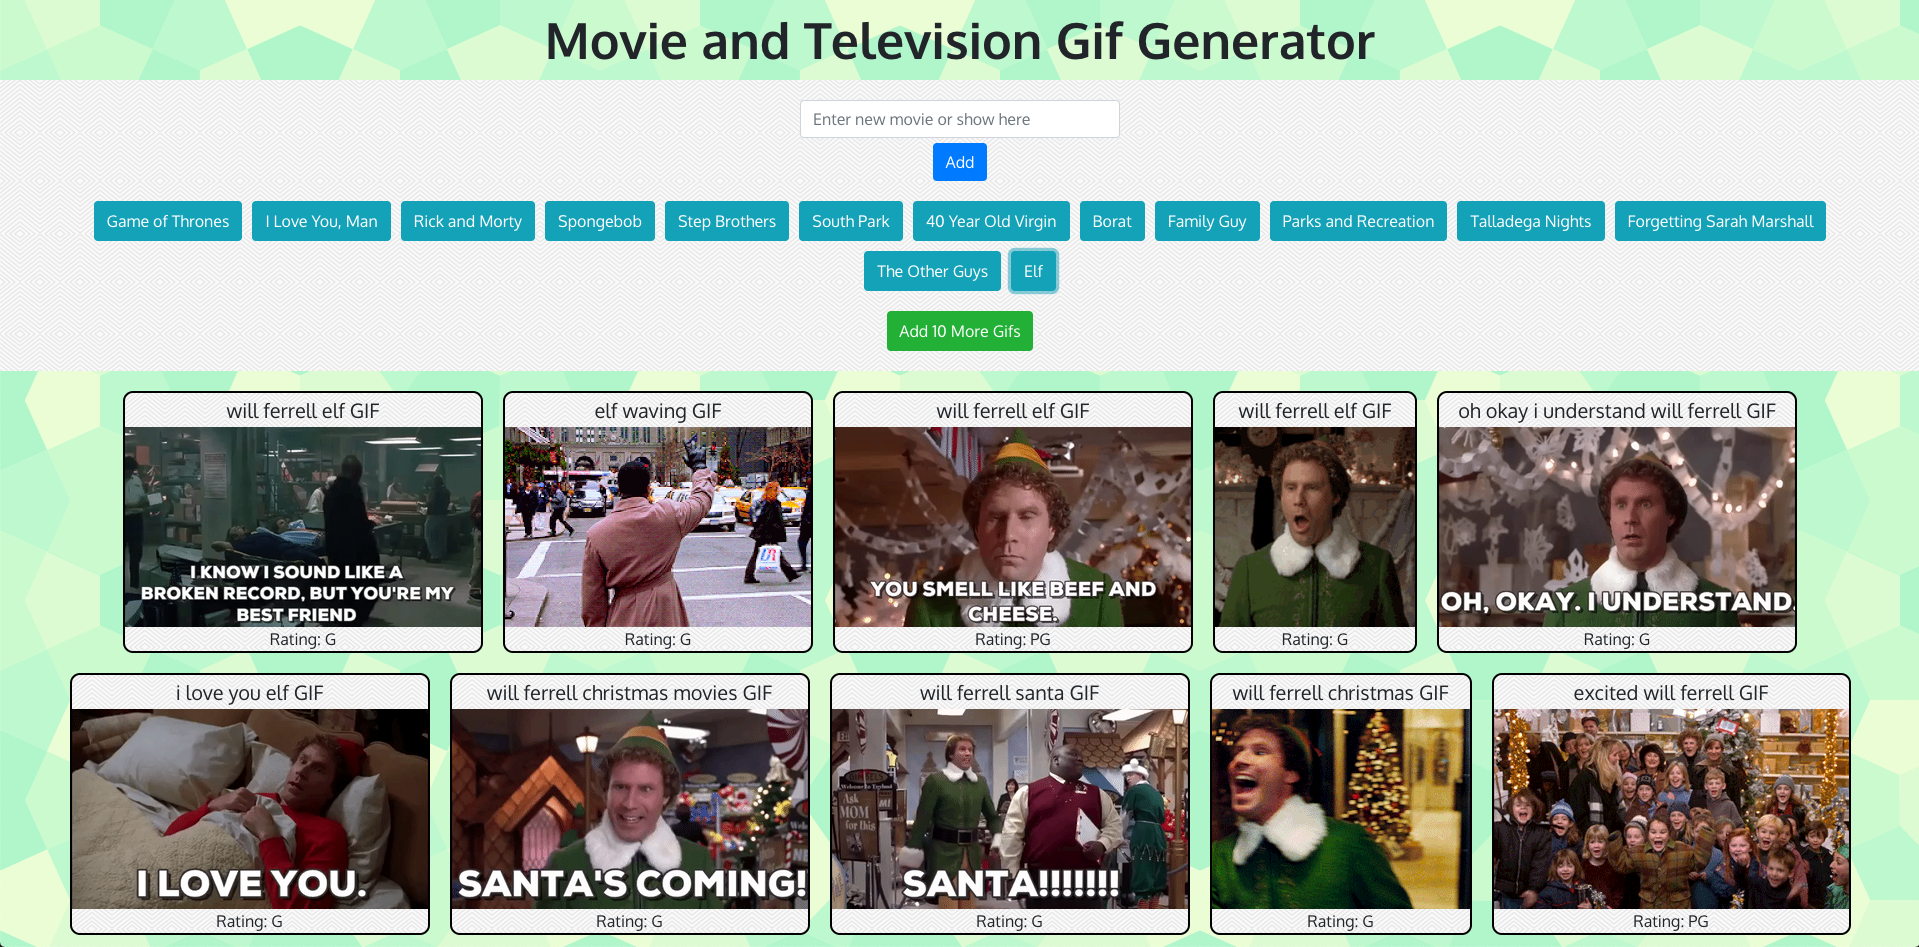 Movie and Television Gif Generator
Enter new movie or show here
Add
Game of Thrones I Love You, Man Rick and Morty Spongebob Step Brothers South Park 40 Year Old Virgin Borat Family Guy Parks and Recreation Talladega Nights Forgetting Sarah Marshall
The Other Guys Elf
Add 10 More Gifs
will ferrell elf GIF
I KNOW I SOUND LIKE A
BROKEN RECORD, BUT YOU'RE MY
BEST FRIEND
Rating: G
elf waving GIF
Rating: G
will ferrell elf GIF
YOU SMELL LIKE BEEF AND
CHEESE.
Rating: PG
will ferrell elf GIF
Rating: G
oh okay i understand will ferrell GIF
OH, OKAY. I UNDERSTAND.
Rating: G
i love you elf GIF
I LOVE YOU.
Rating: G
will ferrell christmas movies GIF
SANTA'S COMING!
Rating: G
will ferrell santa GIF
Ask
MOM
for this
SANTA!!!!!!!
Rating: G
will ferrell christmas GIF
Rating: G
excited will ferrell GIF
Rating: PG